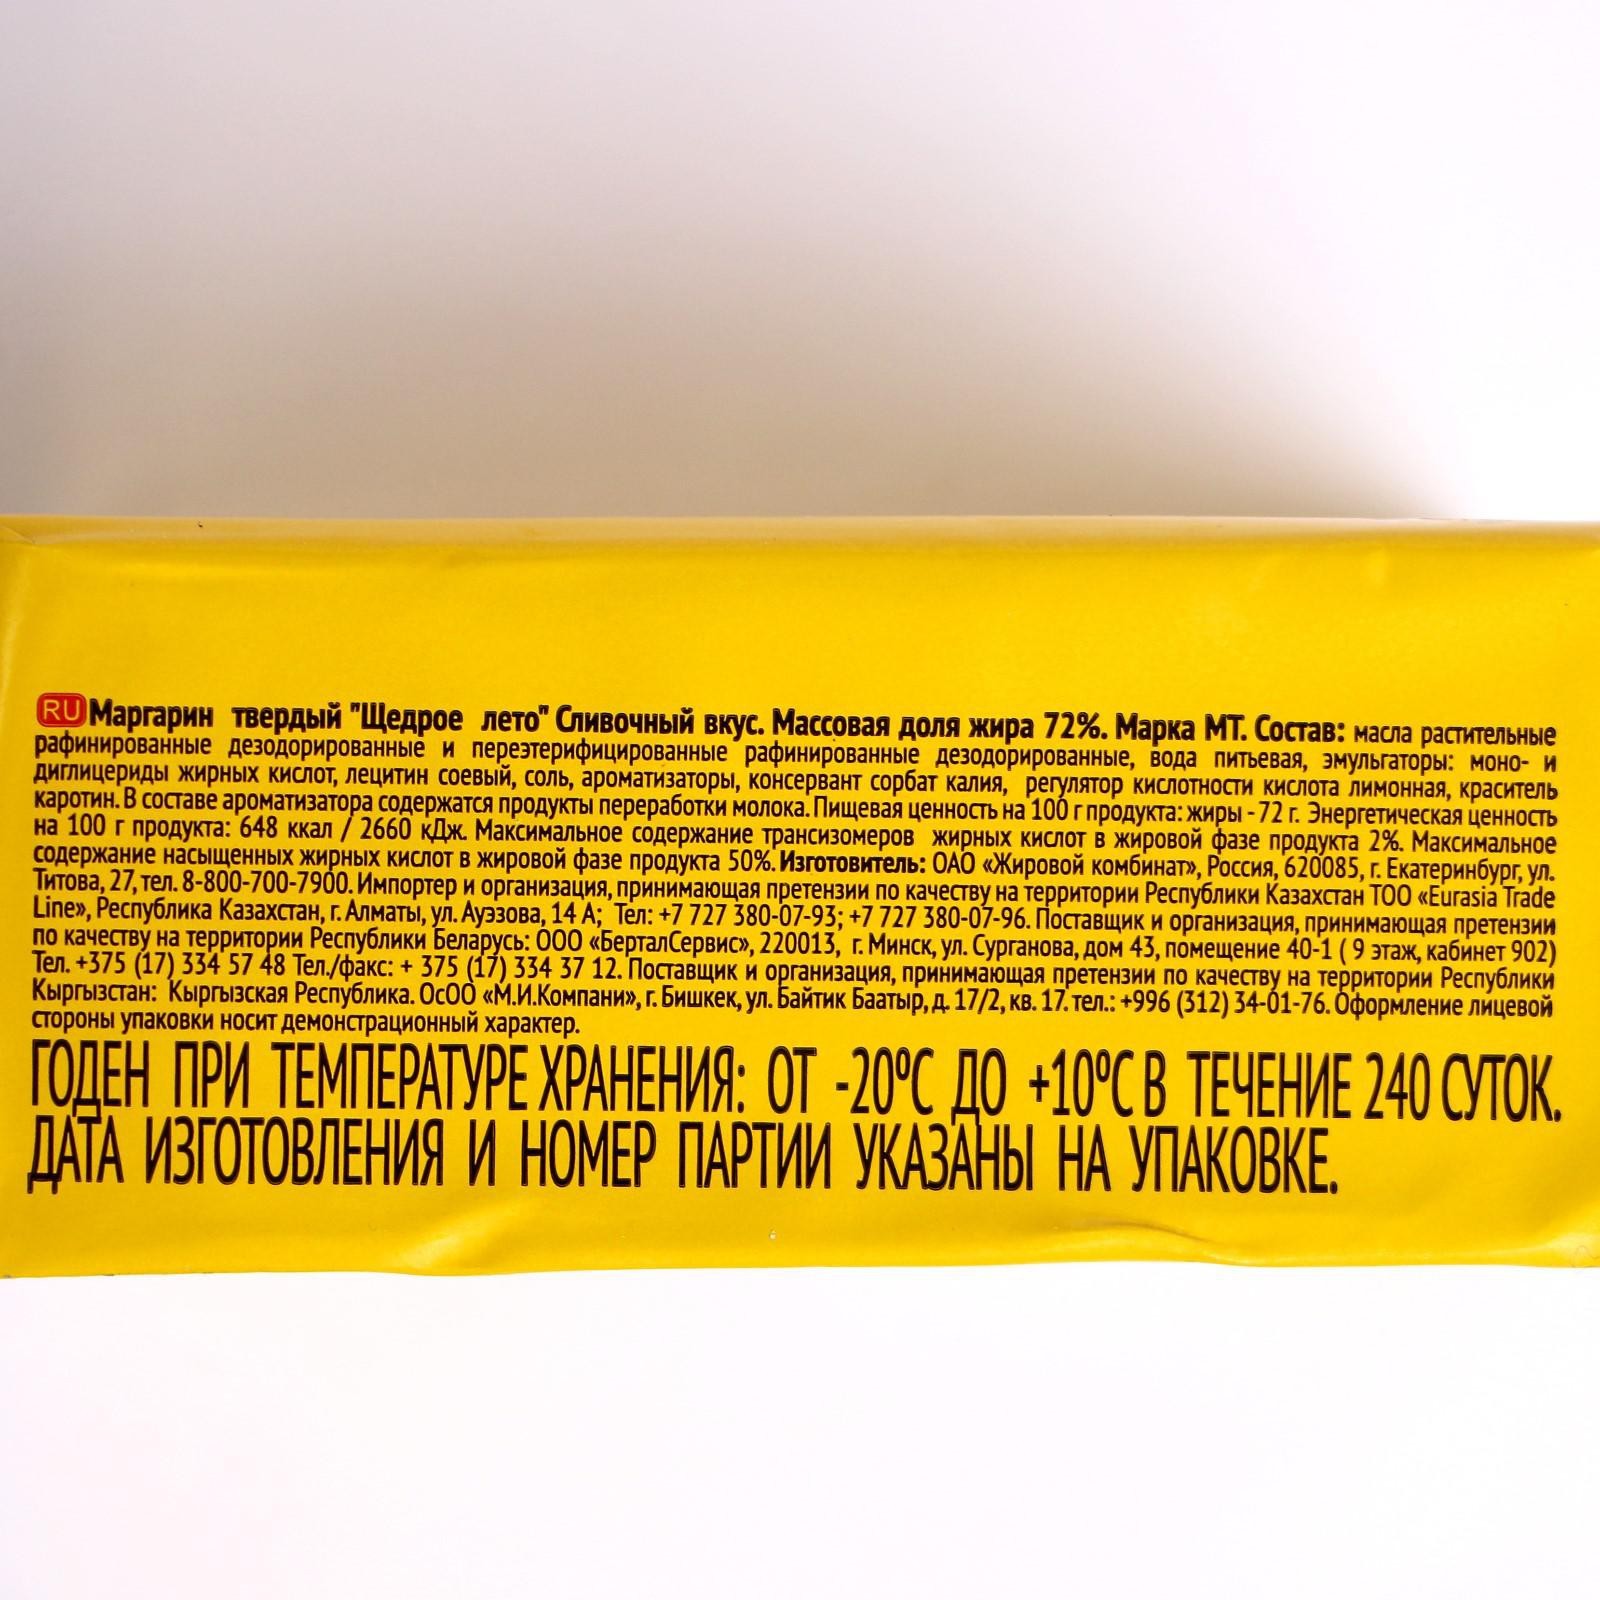 RU Маргарин твердый "Щедрое лето" Сливочный вкус. Массовая доля жира 72%. Марка МТ. Состав: масла растительные
рафинированные дезодорированные и переэтерифицированные рафинированные дезодорированные, вода питьевая, эмульгаторы: моно- и
диглицериды жирных кислот, лецитин соевый, соль, ароматизаторы, консервант сорбат калия, регулятор кислотности кислота лимонная, краситель
каротин. В составе ароматизатора содержатся продукты переработки молока. Пищевая ценность на 100 г продукта: жиры - 72 г. Энергетическая ценность
на 100 г продукта: 648 ккал / 2660 кДж. Максимальное содержание трансизомеров жирных кислот в жировой фазе продукта 2%. Максимальное
содержание насыщенных жирных кислот в жировой фазе продукта 50%. Изготовитель: ОАО «Жировой комбинат», Россия, 620085, г. Екатеринбург, ул.
Титова, 27, тел. 8-800-700-7900. Импортер и организация, принимающая претензии по качеству на территории Республики Казахстан ТОО «Eurasia Trade
Line», Республика Казахстан, г. Алматы, ул. Ауэзова, 14 А; Тел: +7 727 380-07-93; +7 727 380-07-96. Поставщик и организация, принимающая претензии
по качеству на территории Республики Беларусь: ООО «БерталСервис», 220013, г. Минск, ул. Сурганова, дом 43, помещение 40-1 ( 9 этаж, кабинет 902)
Тел. +375 (17) 334 57 48 Тел./факс: + 375 (17) 334 37 12. Поставщик и организация, принимающая претензии по качеству на территории Республики
Кыргызстан: Кыргызская Республика. ОсОО «М.И.Компани», г. Бишкек, ул. Байтик Баатыр, д. 17/2, кв. 17. тел.: +996 (312) 34-01-76. Оформление лицевой
стороны упаковки носит демонстрационный характер.
ГОДЕН ПРИ ТЕМПЕРАТУРЕ ХРАНЕНИЯ: ОТ -20ºС ДО +10ºС В ТЕЧЕНИЕ 240 СУТОК.
ДАТА ИЗГОТОВЛЕНИЯ И НОМЕР ПАРТИИ УКАЗАНЫ НА УПАКОВКЕ.